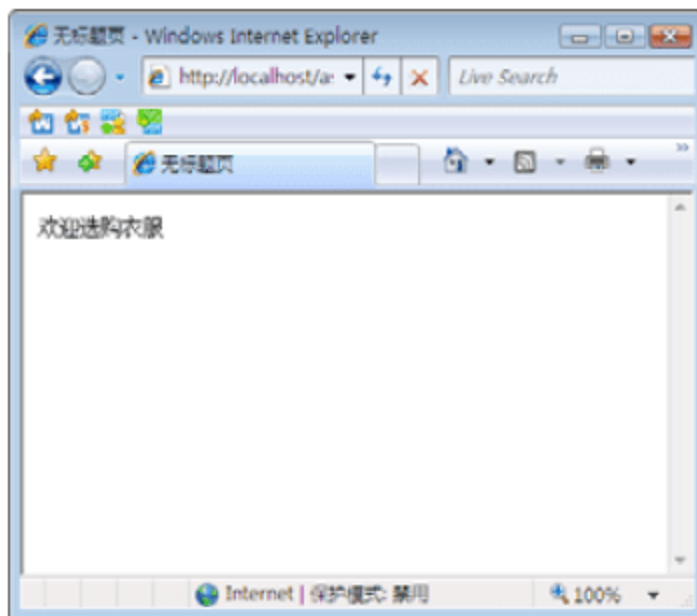 无标题页 - Windows Internet Explorer
http://localhost/a
Live Search
无标题页
欢迎选购衣服
Internet | 保护模式: 禁用
100%